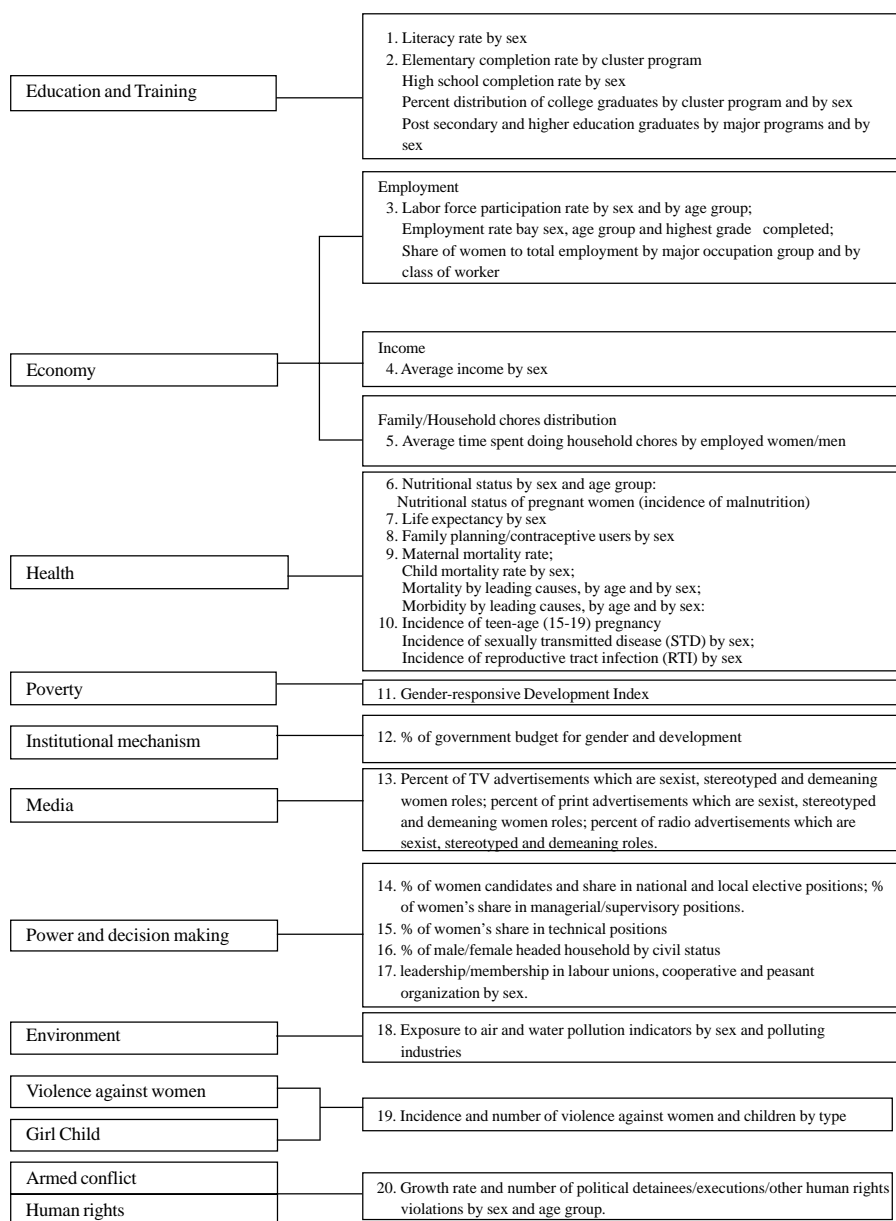 Education and Training
1. Literacy rate by sex
2. Elementary completion rate by cluster program
High school completion rate by sex
Percent distribution of college graduates by cluster program and by sex
Post secondary and higher education graduates by major programs and by
sex
Economy
Employment
3. Labor force participation rate by sex and by age group;
Employment rate bay sex, age group and highest grade completed;
Share of women to total employment by major occupation group and by
class of worker
Income
4. Average income by sex
Family/Household chores distribution
5. Average time spent doing household chores by employed women/men
Health
6. Nutritional status by sex and age group:
Nutritional status of pregnant women (incidence of malnutrition)
7. Life expectancy by sex
8. Family planning/contraceptive users by sex
9. Maternal mortality rate;
Child mortality rate by sex;
Mortality by leading causes, by age and by sex;
Morbidity by leading causes, by age and by sex:
10. Incidence of teen-age (15-19) pregnancy
Incidence of sexually transmitted disease (STD) by sex;
Incidence of reproductive tract infection (RTI) by sex
Poverty
11. Gender-responsive Development Index
Institutional mechanism
12. % of government budget for gender and development
Media
13. Percent of TV advertisements which are sexist, stereotyped and demeaning
women roles; percent of print advertisements which are sexist, stereotyped
and demeaning women roles; percent of radio advertisements which are
sexist, stereotyped and demeaning roles.
Power and decision making
14. % of women candidates and share in national and local elective positions; %
of women's share in managerial/supervisory positions.
15. % of women's share in technical positions
16. % of male/female headed household by civil status
17. leadership/membership in labour unions, cooperative and peasant
organization by sex.
Environment
18. Exposure to air and water pollution indicators by sex and polluting
industries
Violence against women
Girl Child
19. Incidence and number of violence against women and children by type
Armed conflict
Human rights
20. Growth rate and number of political detainees/executions/other human rights
violations by sex and age group.